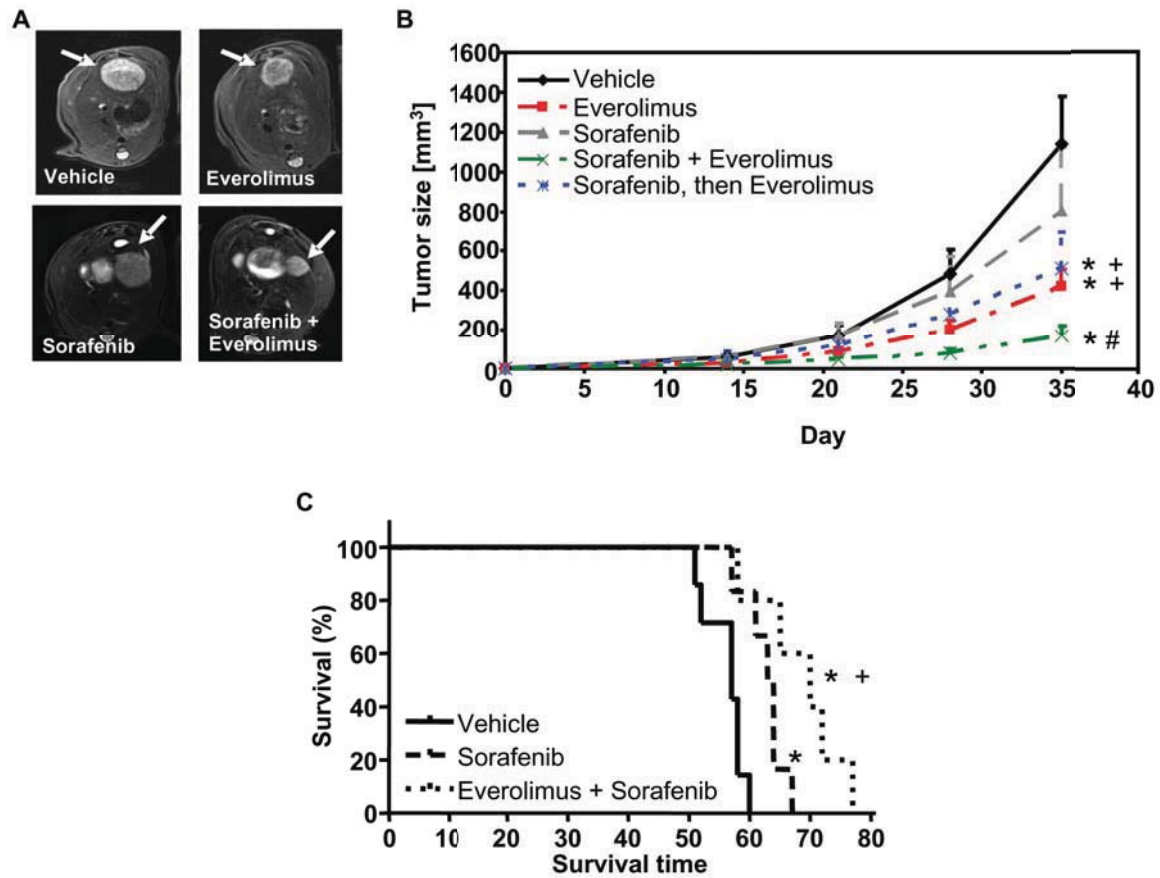 A
Vehicle
Everolimus
Sorafenib
Sorafenib +
Everolimus
B
Tumor size [mm³]
1600
1400
1200
1000
800
600
400
200
0
Vehicle
Everolimus
Sorafenib
Sorafenib + Everolimus
Sorafenib, then Everolimus
* +
* +
* #
0 5 10 15 20 25 30 35 40
Day
C
Survival (%)
100
80
60
40
20
0
* +
*
Vehicle
Sorafenib
Everolimus + Sorafenib
0 10 20 30 40 50 60 70 80
Survival time